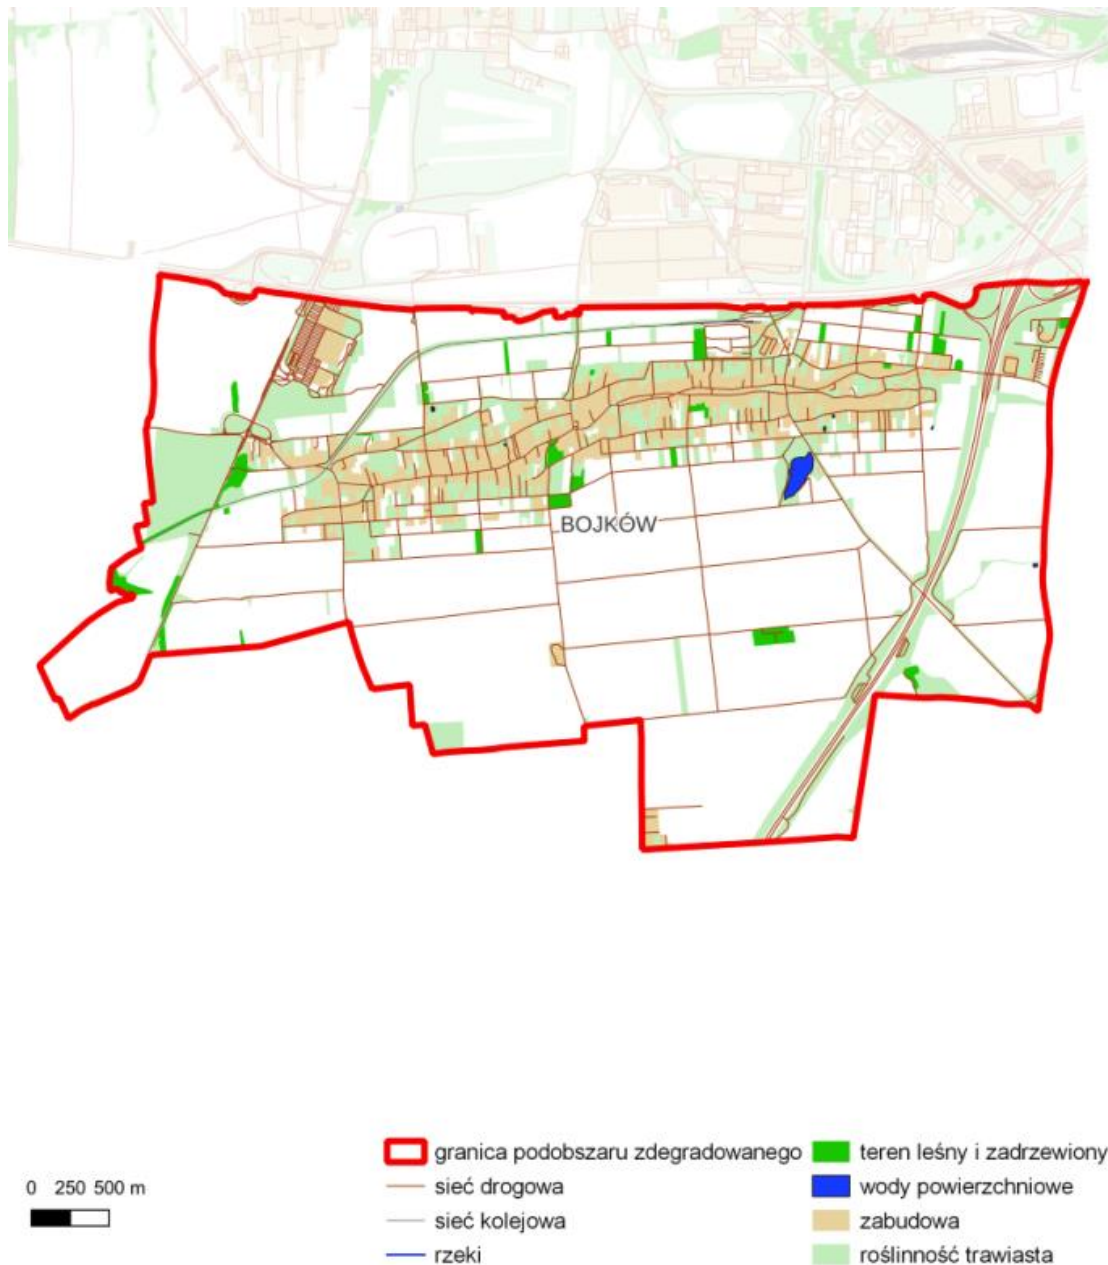 BOJKÓW
granica podobszaru zdegradowanego
teren leśny i zadrzewiony
0 250 500 m
sieć drogowa
wody powierzchniowe
sieć kolejowa
zabudowa
rzeki
roślinność trawiasta